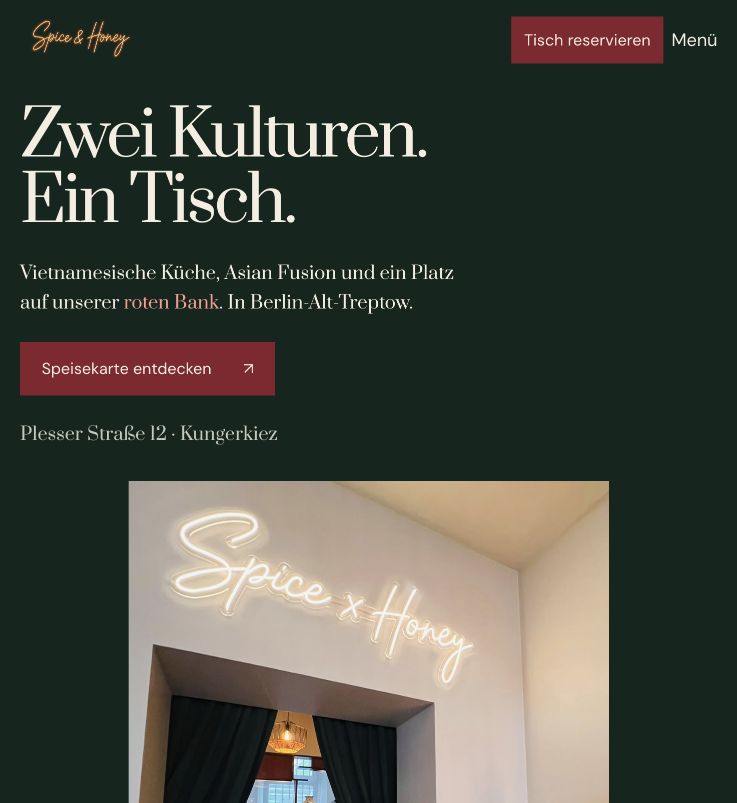 Spice & Honey
Tisch reservieren
Menü
Zwei Kulturen.
Ein Tisch.
Vietnamesische Küche, Asian Fusion und ein Platz
auf unserer roten Bank. In Berlin-Alt-Treptow.
Speisekarte entdecken
Plesser Straße 12 · Kungerkiez
Spice x Honey